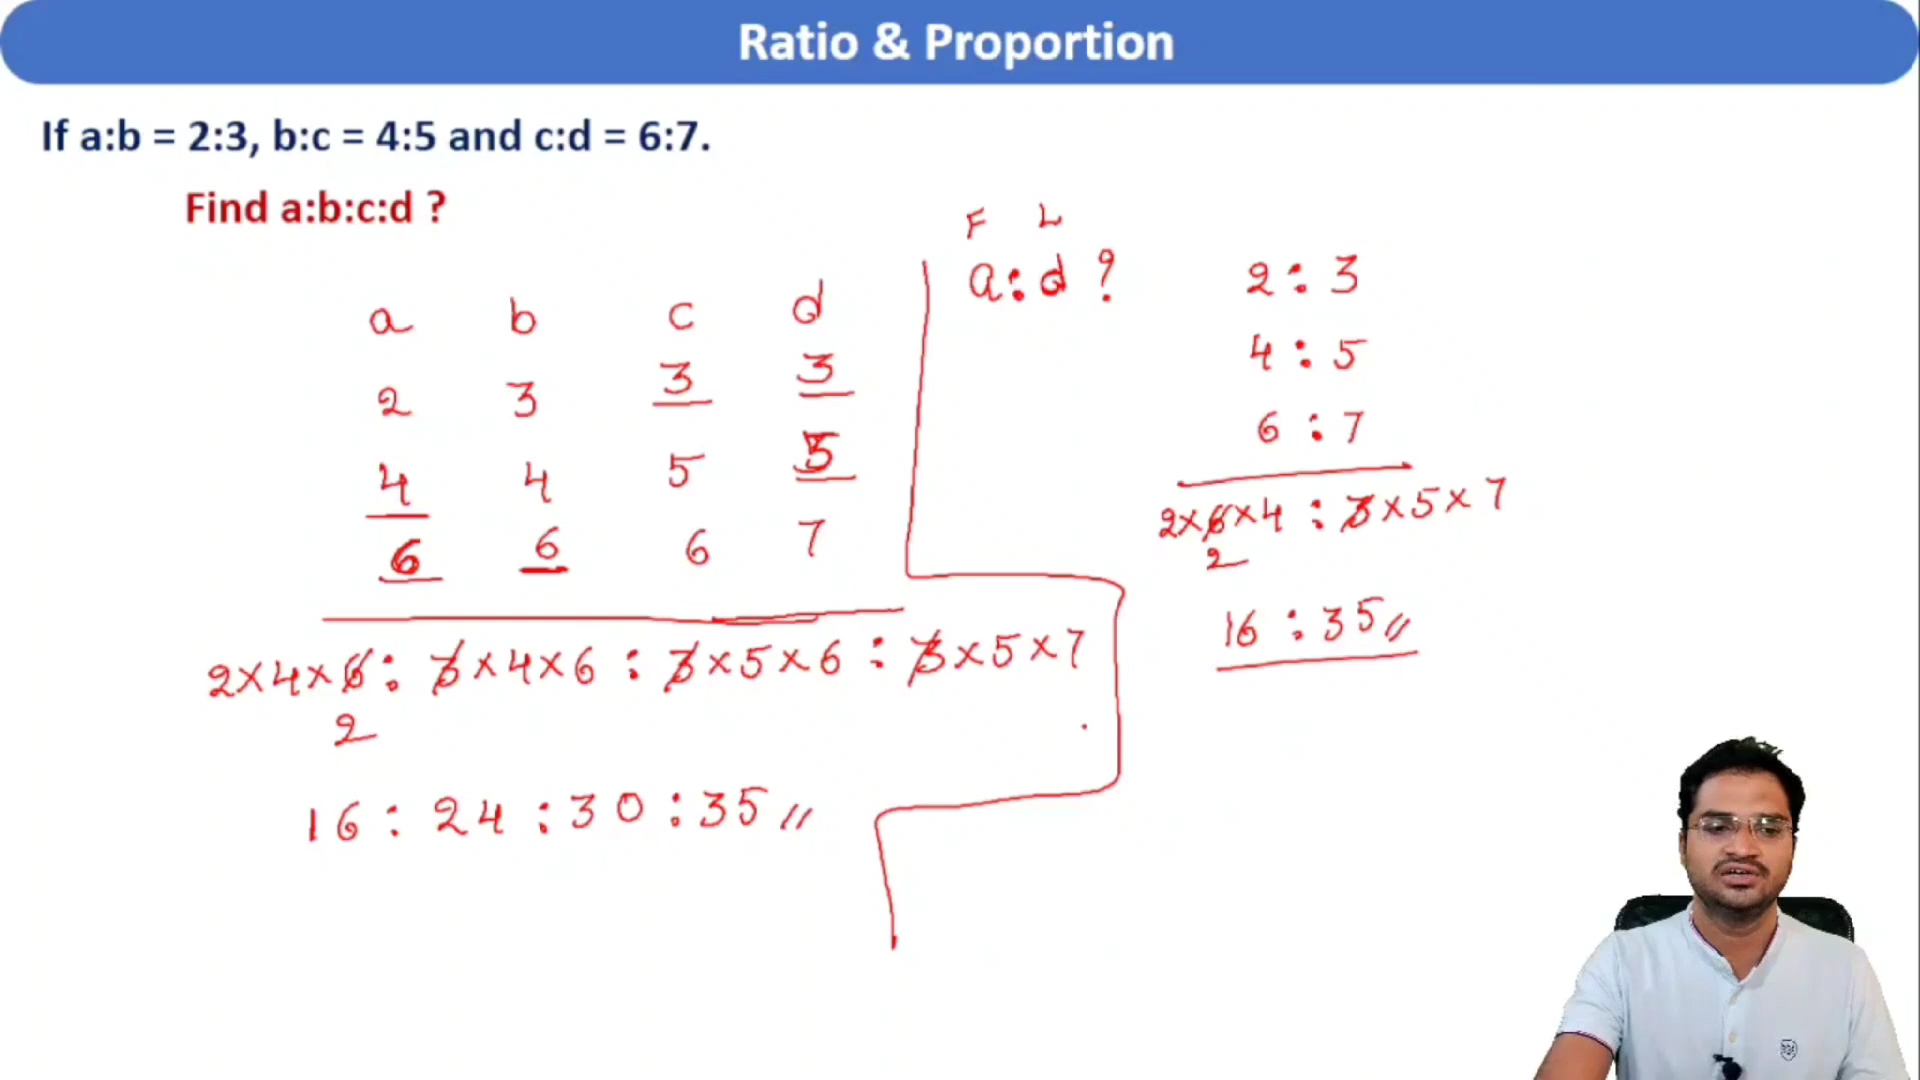 Ratio & Proportion
If a:b = 2:3, b:c = 4:5 and c:d = 6:7.
Find a:b:c:d ?
a b c d
2 3 3 3
4 4 5 5
6 6 6 7
2×4×6 : 3×4×6 : 3×5×6 : 3×5×7
2
16 : 24 : 30 : 35 //
F L
a:d ?
2 : 3
4 : 5
6 : 7
2×6×4 : 3×5×7
2
16 : 35 //